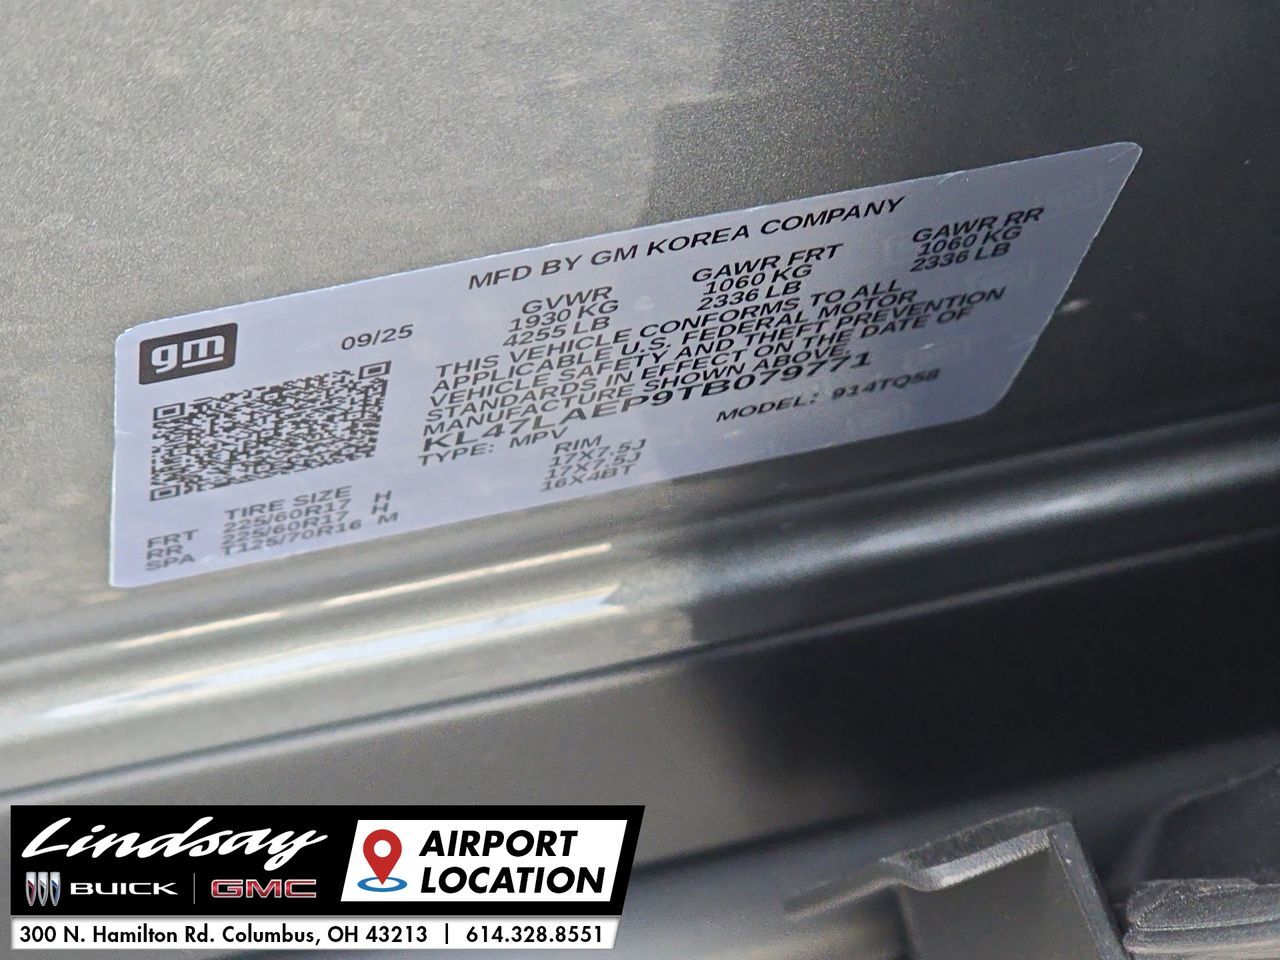 MFD BY GM KOREA COMPANY
gm
09/25
GVWR GAWR FRT GAWR RR
1930 KG 1060 KG 1060 KG
4255 LB 2336 LB 2336 LB
THIS VEHICLE CONFORMS TO ALL
APPLICABLE U.S. FEDERAL MOTOR
VEHICLE SAFETY AND THEFT PREVENTION
STANDARDS IN EFFECT ON THE DATE OF
MANUFACTURE SHOWN ABOVE.
KL47LAEP9TB079771
TYPE: MPV MODEL: 914TQ58
TIRE SIZE RIM
FRT 225/60R17 H 17X7.5J
RR 225/60R17 H 17X7.5J
SPA T125/70R16 M 16X4BT
Lindsay
BUICK | GMC
AIRPORT
LOCATION
300 N. Hamilton Rd. Columbus, OH 43213 | 614.328.8551